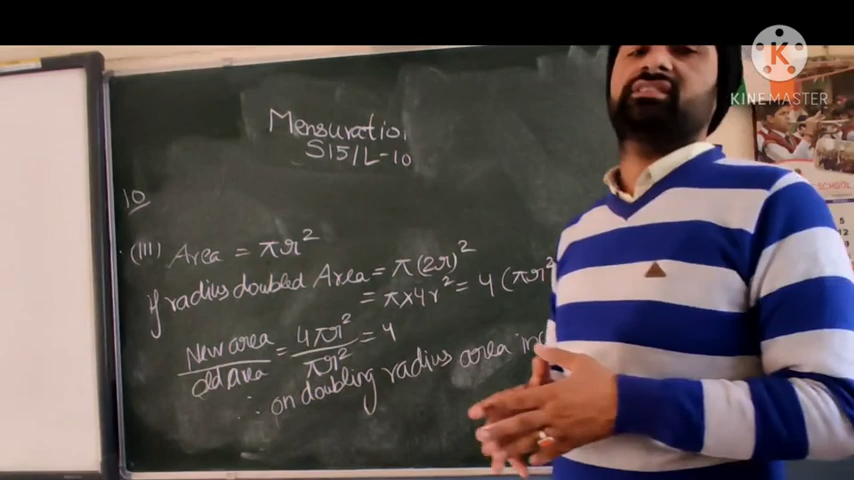 Mensuration
S15/L-10
10
(III) Area = πr²
if radius doubled Area = π(2r)²
= π×4r² = 4(πr²
New area / Old Area = 4πr² / πr² = 4
∴ on doubling radius area
K
KINEMASTER